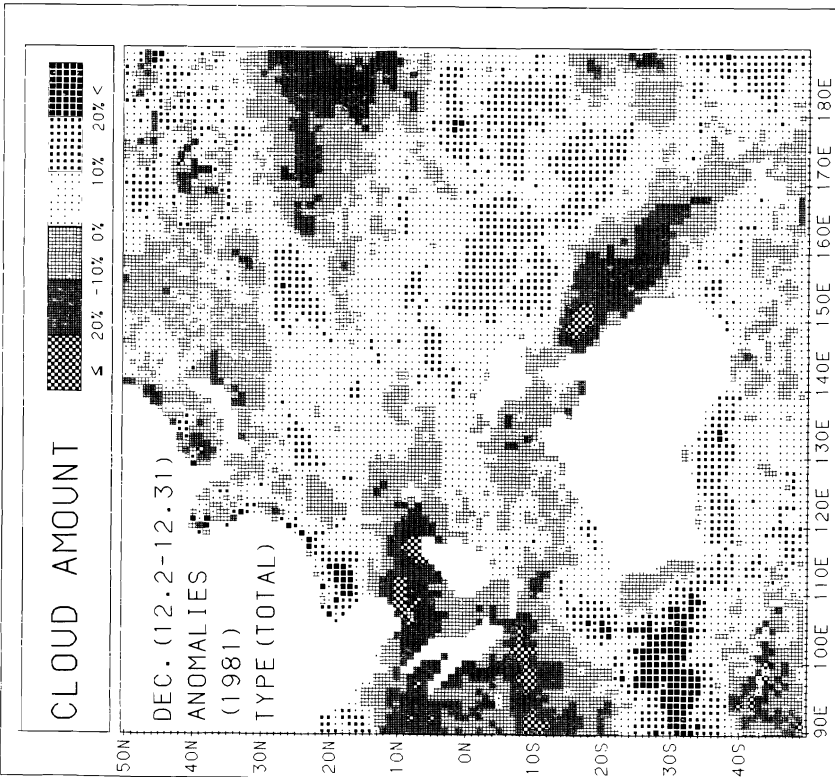 CLOUD AMOUNT
≤ 20% -10% 0% 10% 20% <
DEC. (12.2-12.31)
ANOMALIES
(1981)
TYPE (TOTAL)
50N
40N
30N
20N
10N
0N
10S
20S
30S
40S
90E 100E 110E 120E 130E 140E 150E 160E 170E 180E